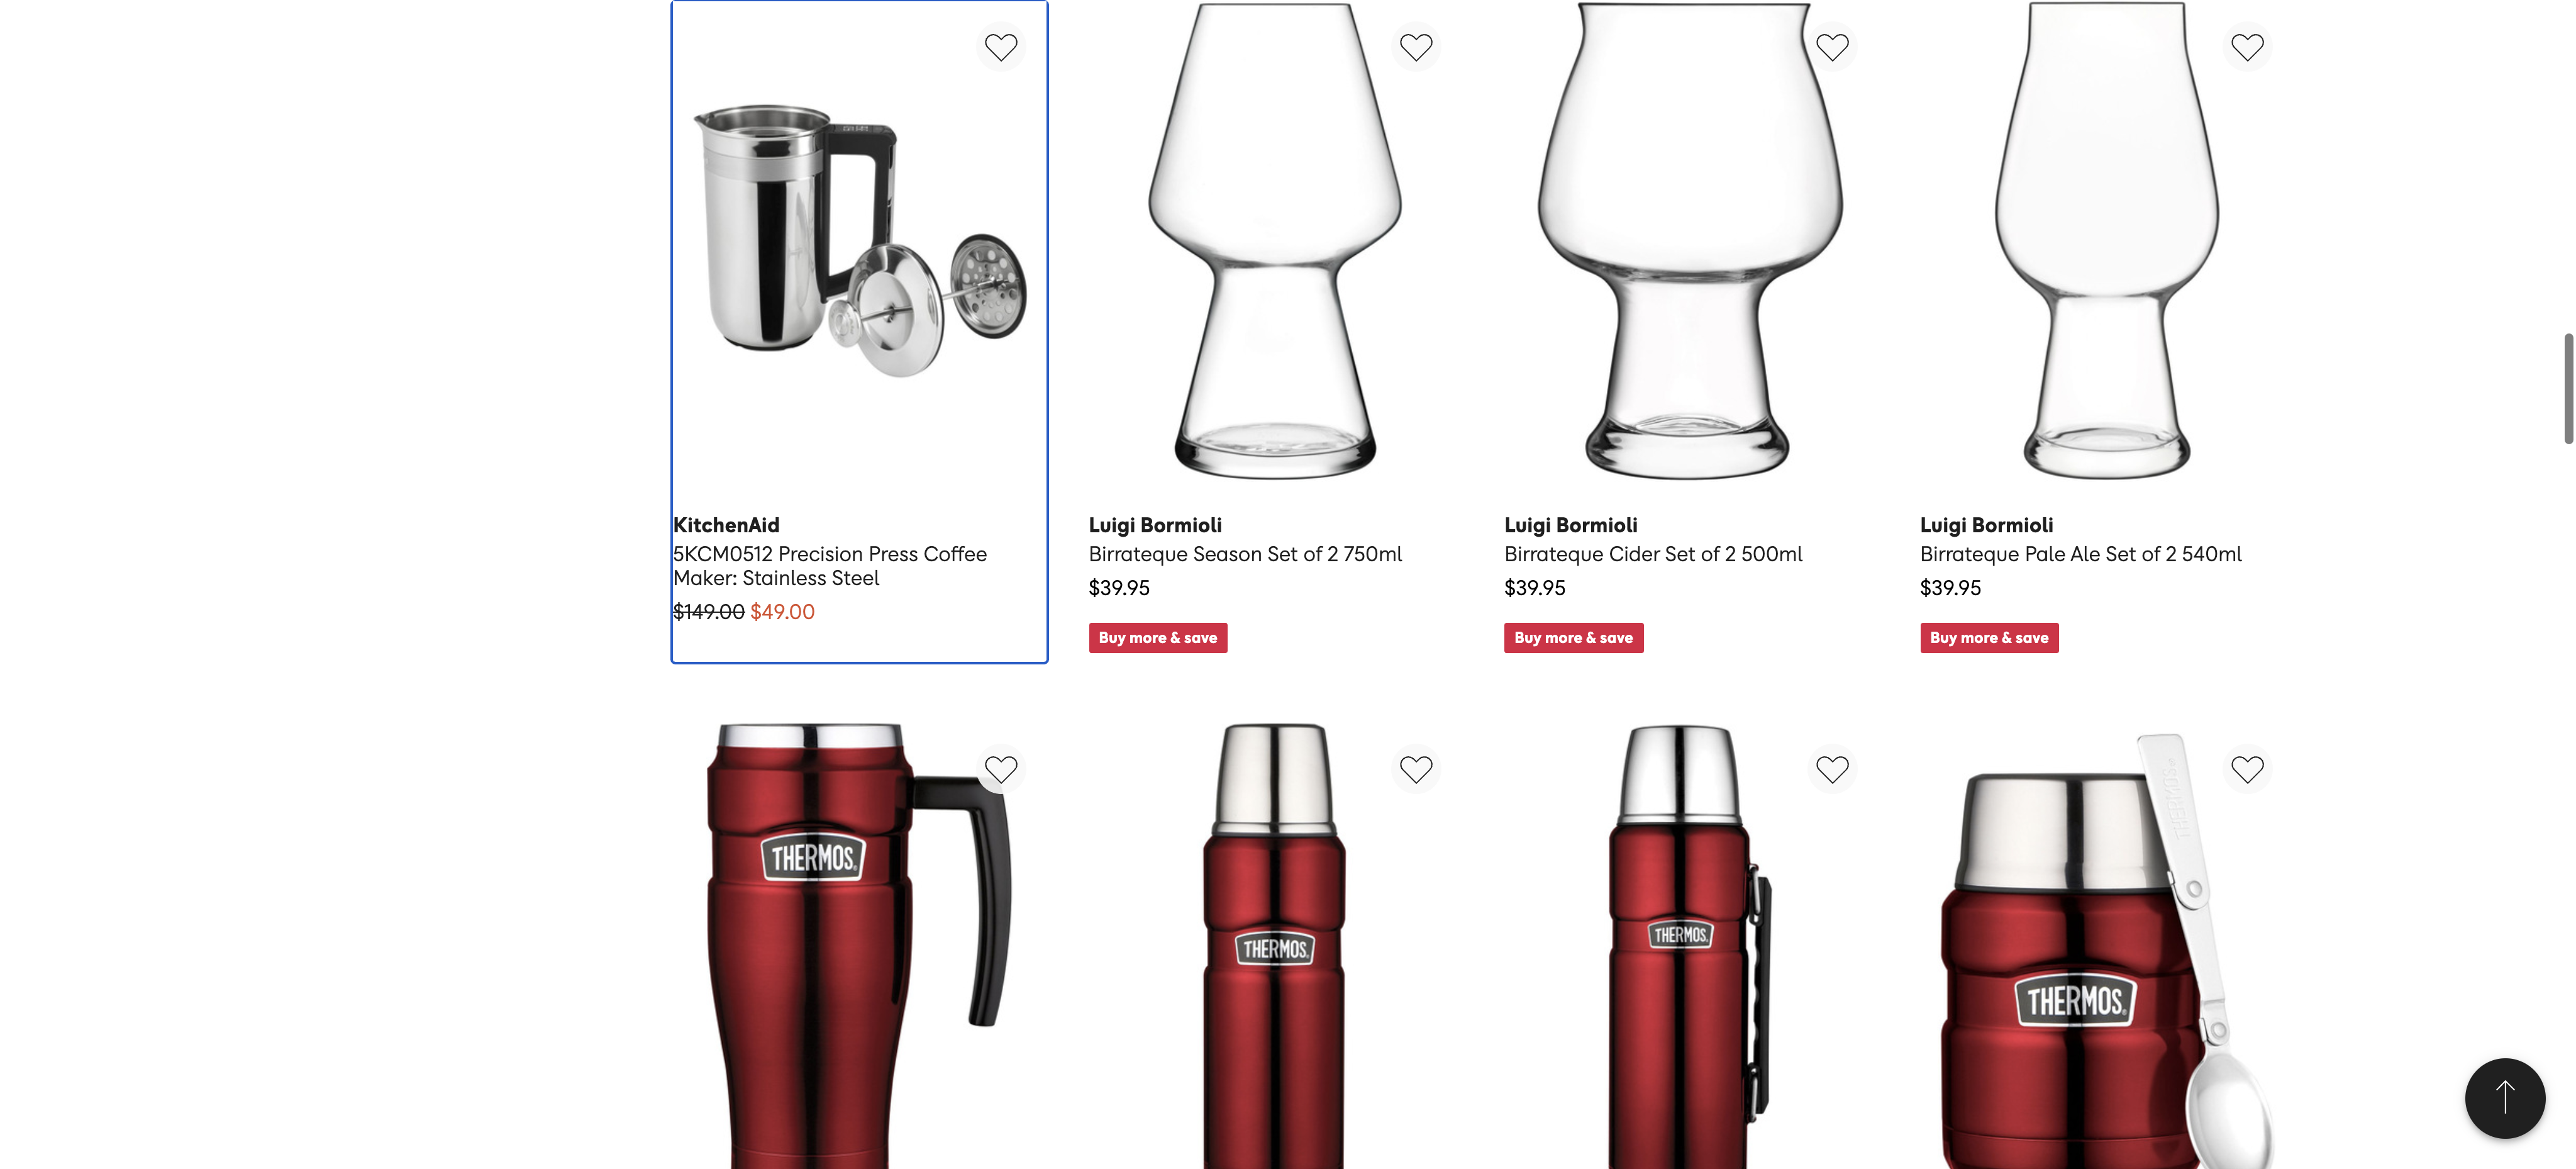 KitchenAid
5KCM0512 Precision Press Coffee
Maker: Stainless Steel
$149.00 $49.00
Luigi Bormioli
Birrateque Season Set of 2 750ml
$39.95
Buy more & save
Luigi Bormioli
Birrateque Cider Set of 2 500ml
$39.95
Buy more & save
Luigi Bormioli
Birrateque Pale Ale Set of 2 540ml
$39.95
Buy more & save
THERMOS
THERMOS
THERMOS
THERMOS
THERMOS